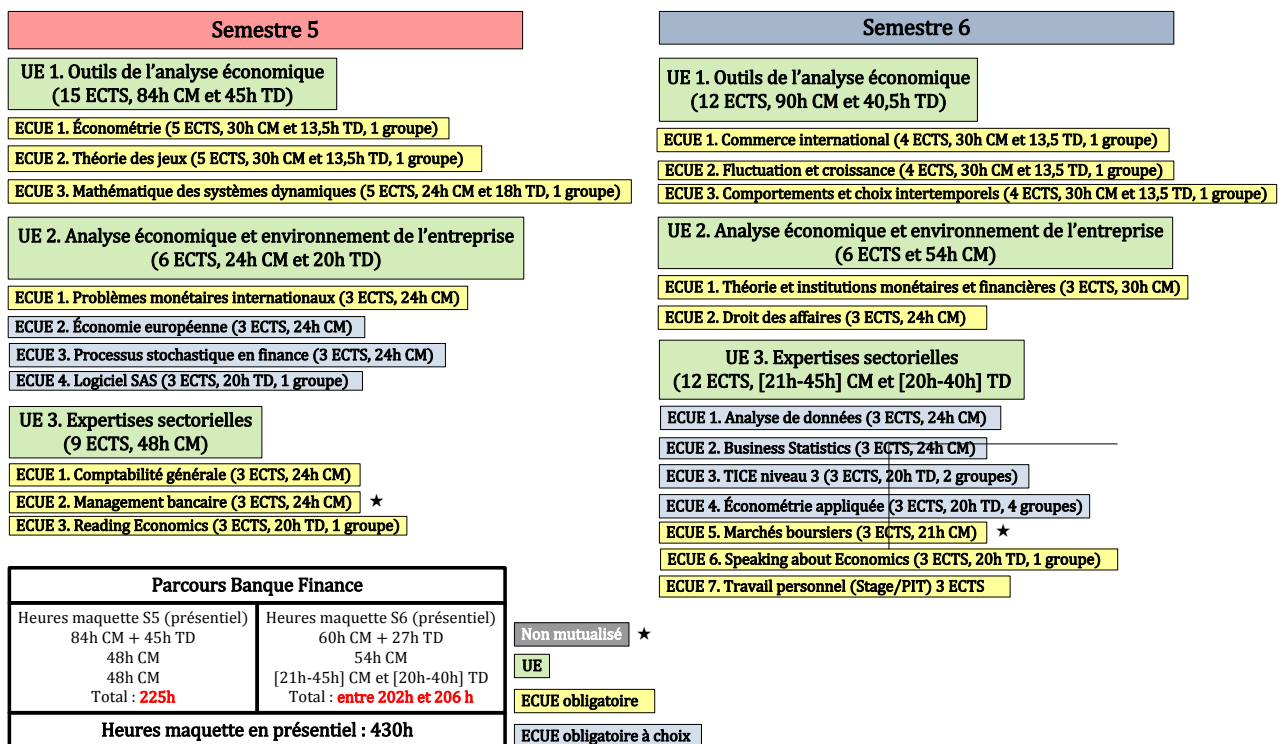 Semestre 5
UE 1. Outils de l'analyse économique
(15 ECTS, 84h CM et 45h TD)
ECUE 1. Économétrie (5 ECTS, 30h CM et 13,5h TD, 1 groupe)
ECUE 2. Théorie des jeux (5 ECTS, 30h CM et 13,5h TD, 1 groupe)
ECUE 3. Mathématique des systèmes dynamiques (5 ECTS, 24h CM et 18h TD, 1 groupe)
UE 2. Analyse économique et environnement de l'entreprise
(6 ECTS, 24h CM et 20h TD)
ECUE 1. Problèmes monétaires internationaux (3 ECTS, 24h CM)
ECUE 2. Économie européenne (3 ECTS, 24h CM)
ECUE 3. Processus stochastique en finance (3 ECTS, 24h CM)
ECUE 4. Logiciel SAS (3 ECTS, 20h TD, 1 groupe)
UE 3. Expertises sectorielles
(9 ECTS, 48h CM)
ECUE 1. Comptabilité générale (3 ECTS, 24h CM)
ECUE 2. Management bancaire (3 ECTS, 24h CM) ★
ECUE 3. Reading Economics (3 ECTS, 20h TD, 1 groupe)
Semestre 6
UE 1. Outils de l'analyse économique
(12 ECTS, 90h CM et 40,5h TD)
ECUE 1. Commerce international (4 ECTS, 30h CM et 13,5 TD, 1 groupe)
ECUE 2. Fluctuation et croissance (4 ECTS, 30h CM et 13,5 TD, 1 groupe)
ECUE 3. Comportements et choix intertemporels (4 ECTS, 30h CM et 13,5 TD, 1 groupe)
UE 2. Analyse économique et environnement de l'entreprise
(6 ECTS et 54h CM)
ECUE 1. Théorie et institutions monétaires et financières (3 ECTS, 30h CM)
ECUE 2. Droit des affaires (3 ECTS, 24h CM)
UE 3. Expertises sectorielles
(12 ECTS, [21h-45h] CM et [20h-40h] TD
ECUE 1. Analyse de données (3 ECTS, 24h CM)
ECUE 2. Business Statistics (3 ECTS, 24h CM)
ECUE 3. TICE niveau 3 (3 ECTS, 20h TD, 2 groupes)
ECUE 4. Économétrie appliquée (3 ECTS, 20h TD, 4 groupes)
ECUE 5. Marchés boursiers (3 ECTS, 21h CM) ★
ECUE 6. Speaking about Economics (3 ECTS, 20h TD, 1 groupe)
ECUE 7. Travail personnel (Stage/PIT) 3 ECTS
Parcours Banque Finance
Heures maquette S5 (présentiel)
84h CM + 45h TD
48h CM
48h CM
Total : 225h
Heures maquette S6 (présentiel)
60h CM + 27h TD
54h CM
[21h-45h] CM et [20h-40h] TD
Total : entre 202h et 206 h
Heures maquette en présentiel : 430h
Non mutualisé ★
UE
ECUE obligatoire
ECUE obligatoire à choix